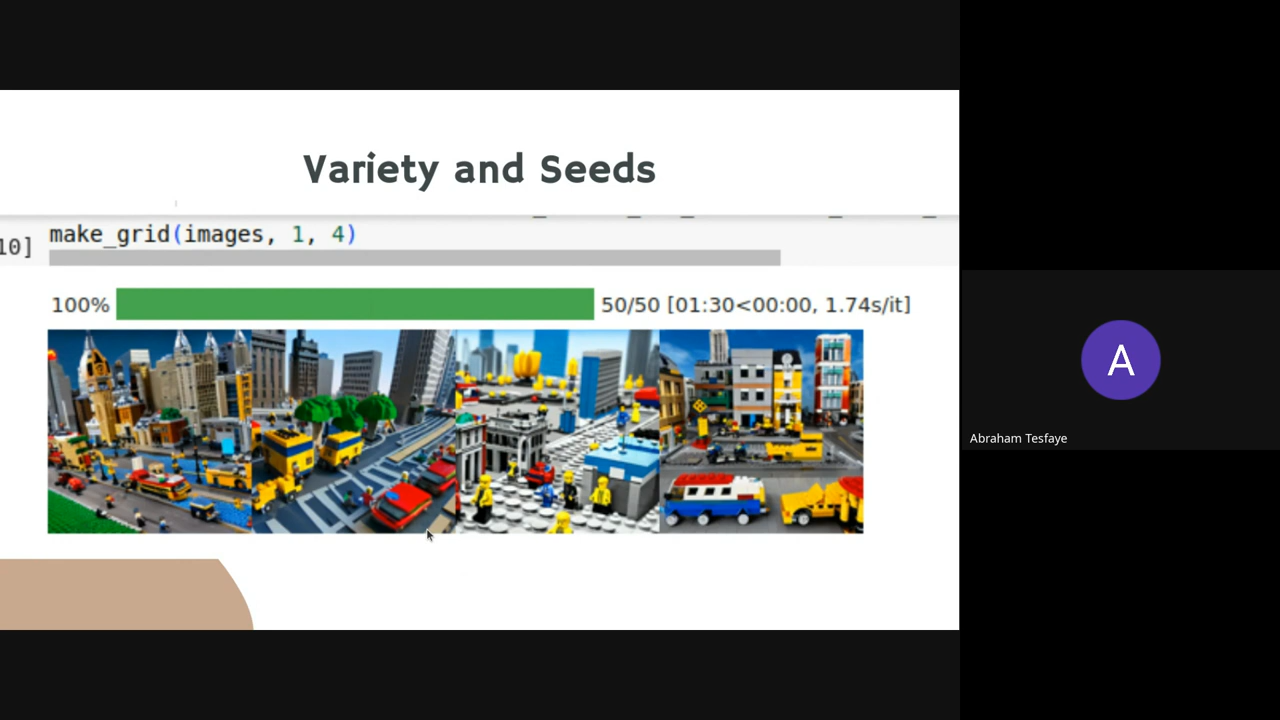 Variety and Seeds
make_grid(images, 1, 4)
10]
100% 50/50 [01:30<00:00, 1.74s/it]
A
Abraham Tesfaye